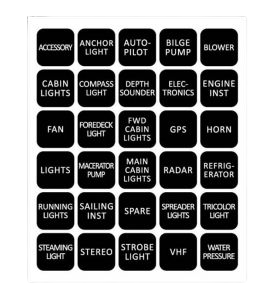 ACCESSORY
ANCHOR
LIGHT
AUTO-
PILOT
BILGE
PUMP
BLOWER
CABIN
LIGHTS
COMPASS
LIGHT
DEPTH
SOUNDER
ELEC-
TRONICS
ENGINE
INST
FAN
FOREDECK
LIGHT
FWD
CABIN
LIGHTS
GPS
HORN
LIGHTS
MACERATOR
PUMP
MAIN
CABIN
LIGHTS
RADAR
REFRIG-
ERATOR
RUNNING
LIGHTS
SAILING
INST
SPARE
SPREADER
LIGHTS
TRICOLOR
LIGHT
STEAMING
LIGHT
STEREO
STROBE
LIGHT
VHF
WATER
PRESSURE